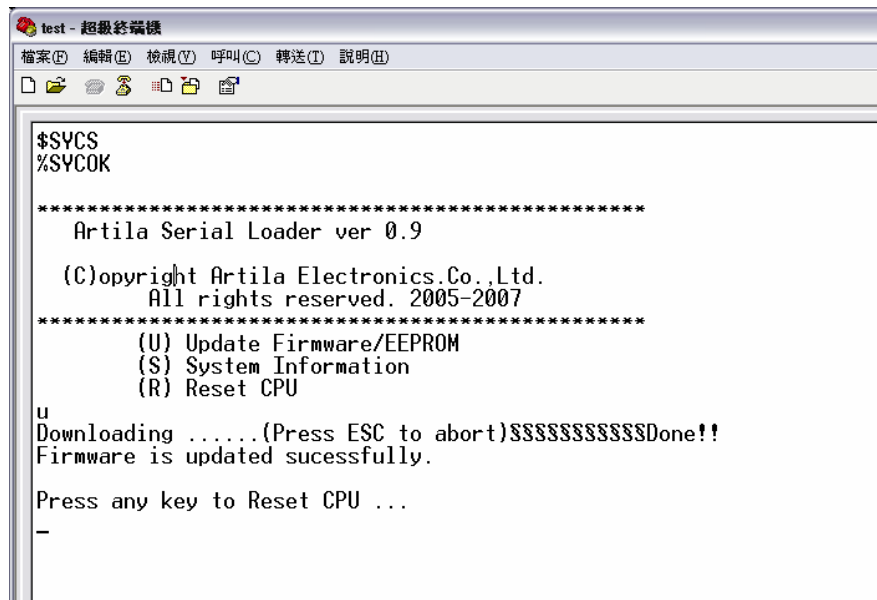 test - 超級終端機
檔案(F) 編輯(E) 檢視(V) 呼叫(C) 轉送(T) 說明(H)
$SYCS
%SYCOK
*************************************************
Artila Serial Loader ver 0.9
(C)opyright Artila Electronics.Co.,Ltd.
All rights reserved. 2005-2007
*************************************************
(U) Update Firmware/EEPROM
(S) System Information
(R) Reset CPU
u
Downloading ......(Press ESC to abort)§§§§§§§§§§§Done!!
Firmware is updated sucessfully.
Press any key to Reset CPU ...
_